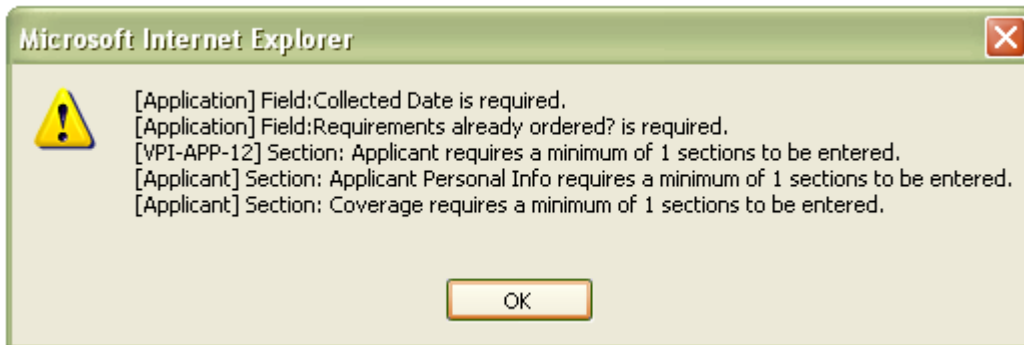 Microsoft Internet Explorer
[Application] Field:Collected Date is required.
[Application] Field:Requirements already ordered? is required.
[VPI-APP-12] Section: Applicant requires a minimum of 1 sections to be entered.
[Applicant] Section: Applicant Personal Info requires a minimum of 1 sections to be entered.
[Applicant] Section: Coverage requires a minimum of 1 sections to be entered.
OK